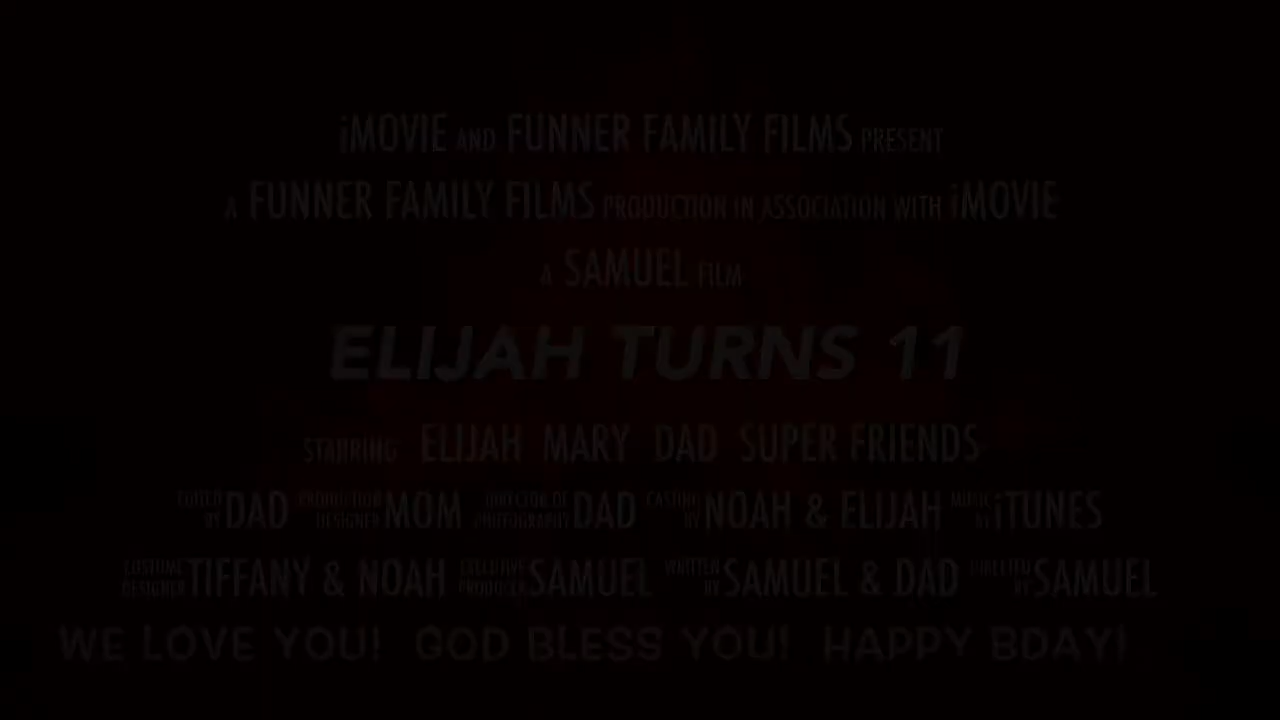 iMOVIE AND FUNNER FAMILY FILMS PRESENT
A FUNNER FAMILY FILMS PRODUCTION IN ASSOCIATION WITH iMOVIE
A SAMUEL FILM
ELIJAH TURNS 11
STARRING ELIJAH MARY DAD SUPER FRIENDS
EDITED BY DAD PRODUCTION DESIGNER MOM DIRECTOR OF PHOTOGRAPHY DAD CASTING BY NOAH & ELIJAH MUSIC BY iTUNES
COSTUME DESIGNER TIFFANY & NOAH EXECUTIVE PRODUCER SAMUEL WRITTEN BY SAMUEL & DAD DIRECTED BY SAMUEL
WE LOVE YOU! GOD BLESS YOU! HAPPY BDAY!